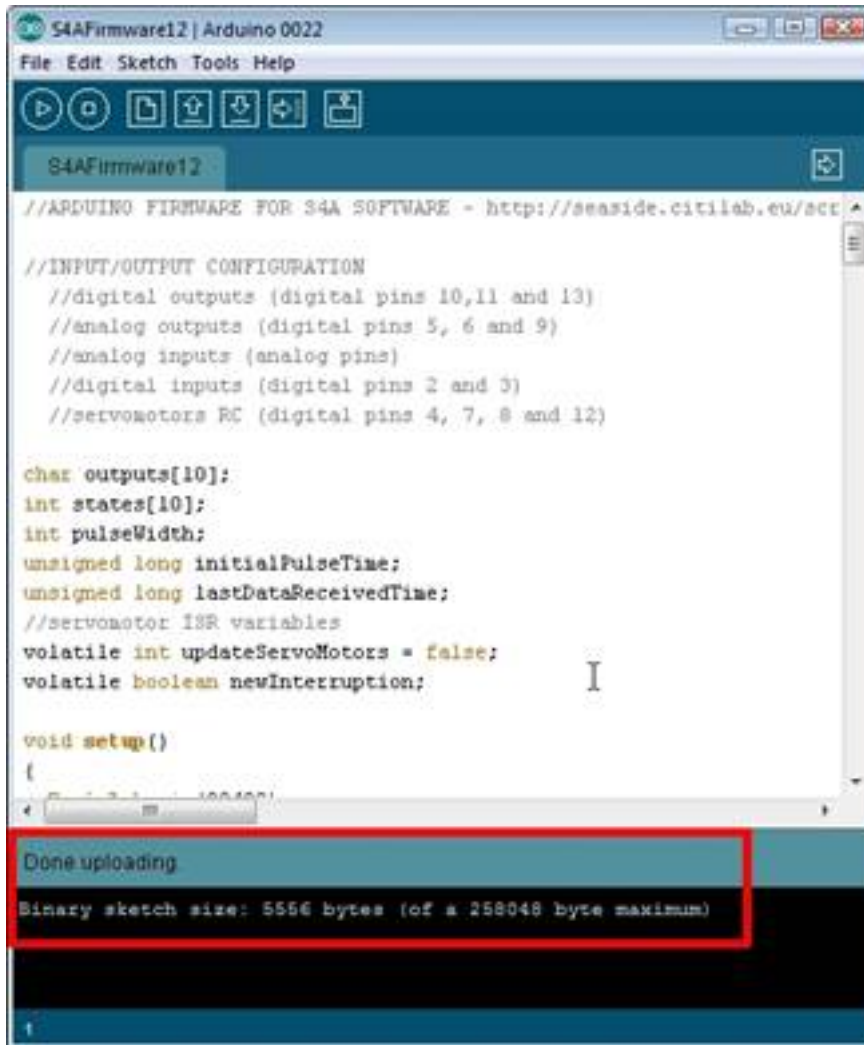 S4AFirmware12 | Arduino 0022
File Edit Sketch Tools Help
S4AFirmware12
//ARDUINO FIRMWARE FOR S4A SOFTWARE - http://seaside.citilab.eu/scr
//INPUT/OUTPUT CONFIGURATION
//digital outputs (digital pins 10,11 and 13)
//analog outputs (digital pins 5, 6 and 9)
//analog inputs (analog pins)
//digital inputs (digital pins 2 and 3)
//servomotors RC (digital pins 4, 7, 8 and 12)
char outputs[10];
int states[10];
int pulseWidth;
unsigned long initialPulseTime;
unsigned long lastDataReceivedTime;
//servomotor ISR variables
volatile int updateServoMotors = false;
volatile boolean newInterruption;
void setup()
{
Done uploading
Binary sketch size: 5556 bytes (of a 258048 byte maximum)
1